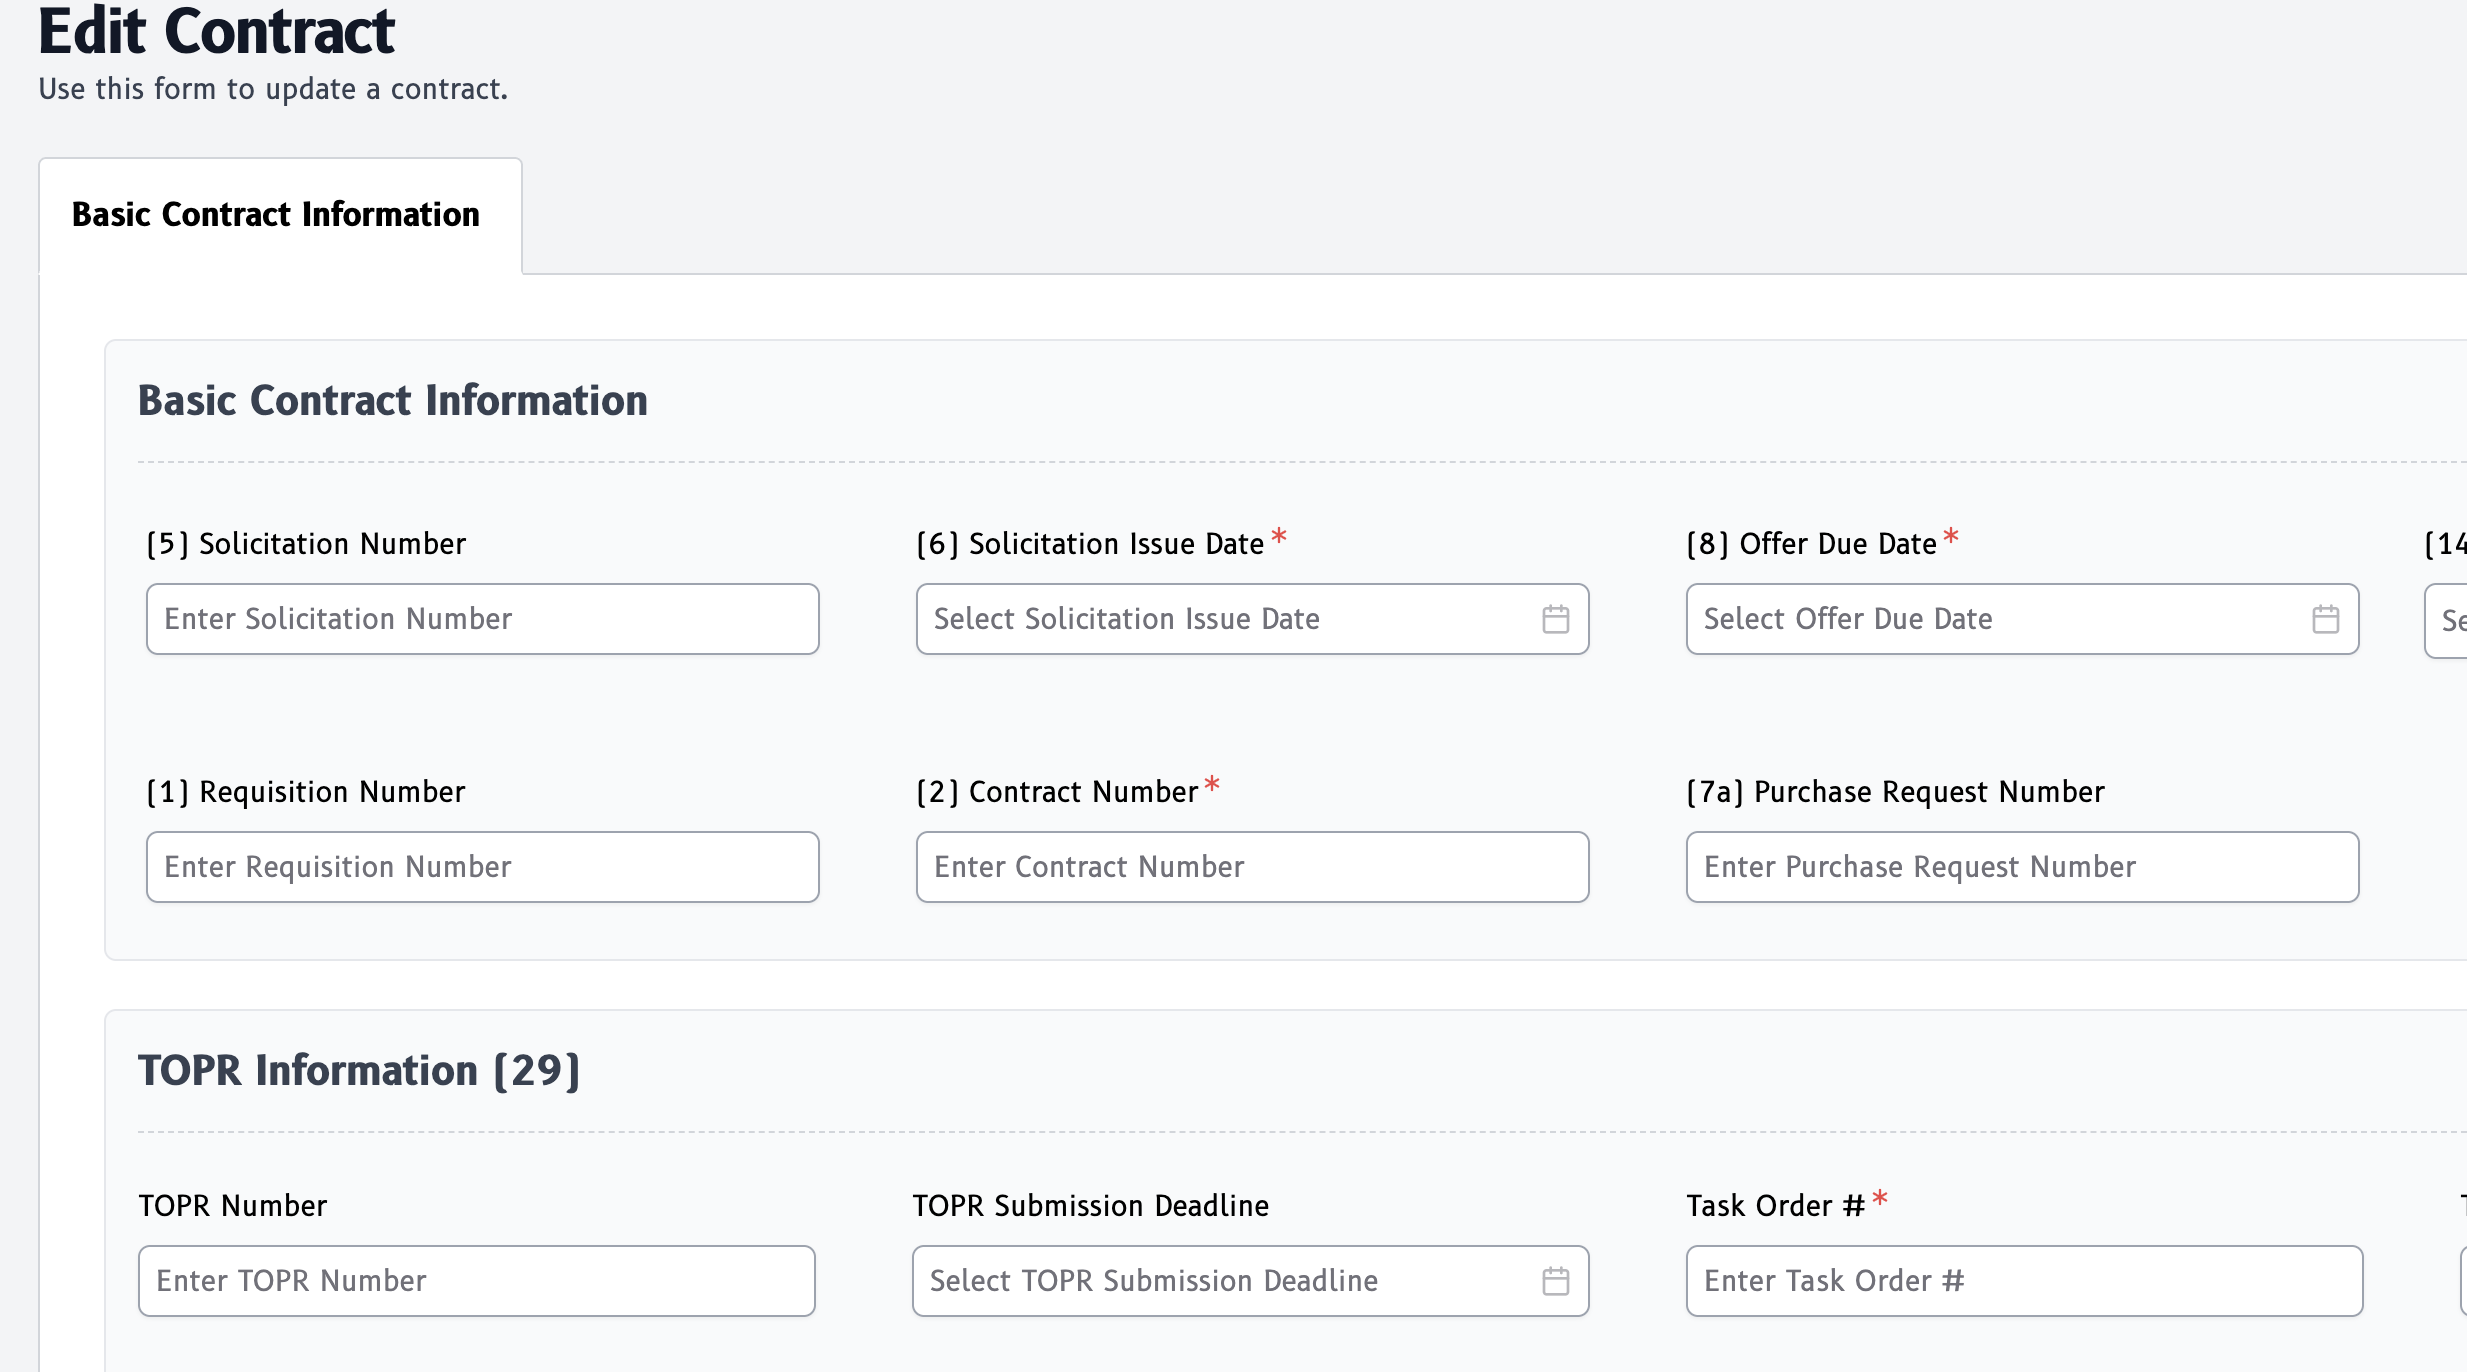 Edit Contract
Use this form to update a contract.
Basic Contract Information
Basic Contract Information
(5) Solicitation Number
(6) Solicitation Issue Date*
(8) Offer Due Date*
(14
Enter Solicitation Number
Select Solicitation Issue Date
Select Offer Due Date
Se
(1) Requisition Number
(2) Contract Number*
(7a) Purchase Request Number
Enter Requisition Number
Enter Contract Number
Enter Purchase Request Number
TOPR Information (29)
TOPR Number
TOPR Submission Deadline
Task Order #*
Enter TOPR Number
Select TOPR Submission Deadline
Enter Task Order #